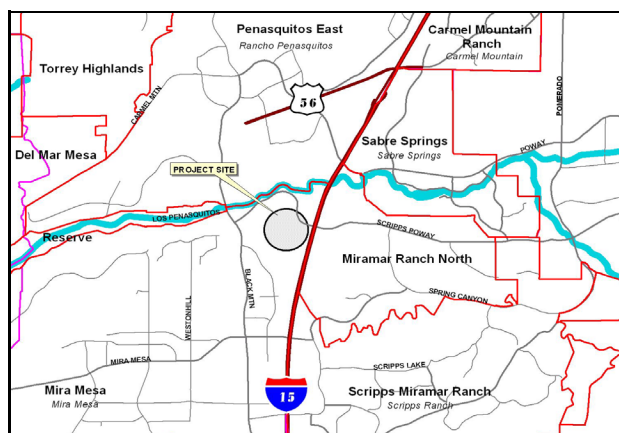 Penasquitos East
Rancho Penasquitos
Carmel Mountain
Ranch
Carmel Mountain
Torrey Highlands
CARMEL MTN
56
POMERADO
Sabre Springs
Sabre Springs
POWAY
Del Mar Mesa
PROJECT SITE
LOS PENASQUITOS
Reserve
SCRIPPS POWAY
Miramar Ranch North
BLACK MTN
SPRING CANYON
WESTONHILL
MIRA MESA
SCRIPPS LAKE
Mira Mesa
Mira Mesa
15
Scripps Miramar Ranch
Scripps Ranch